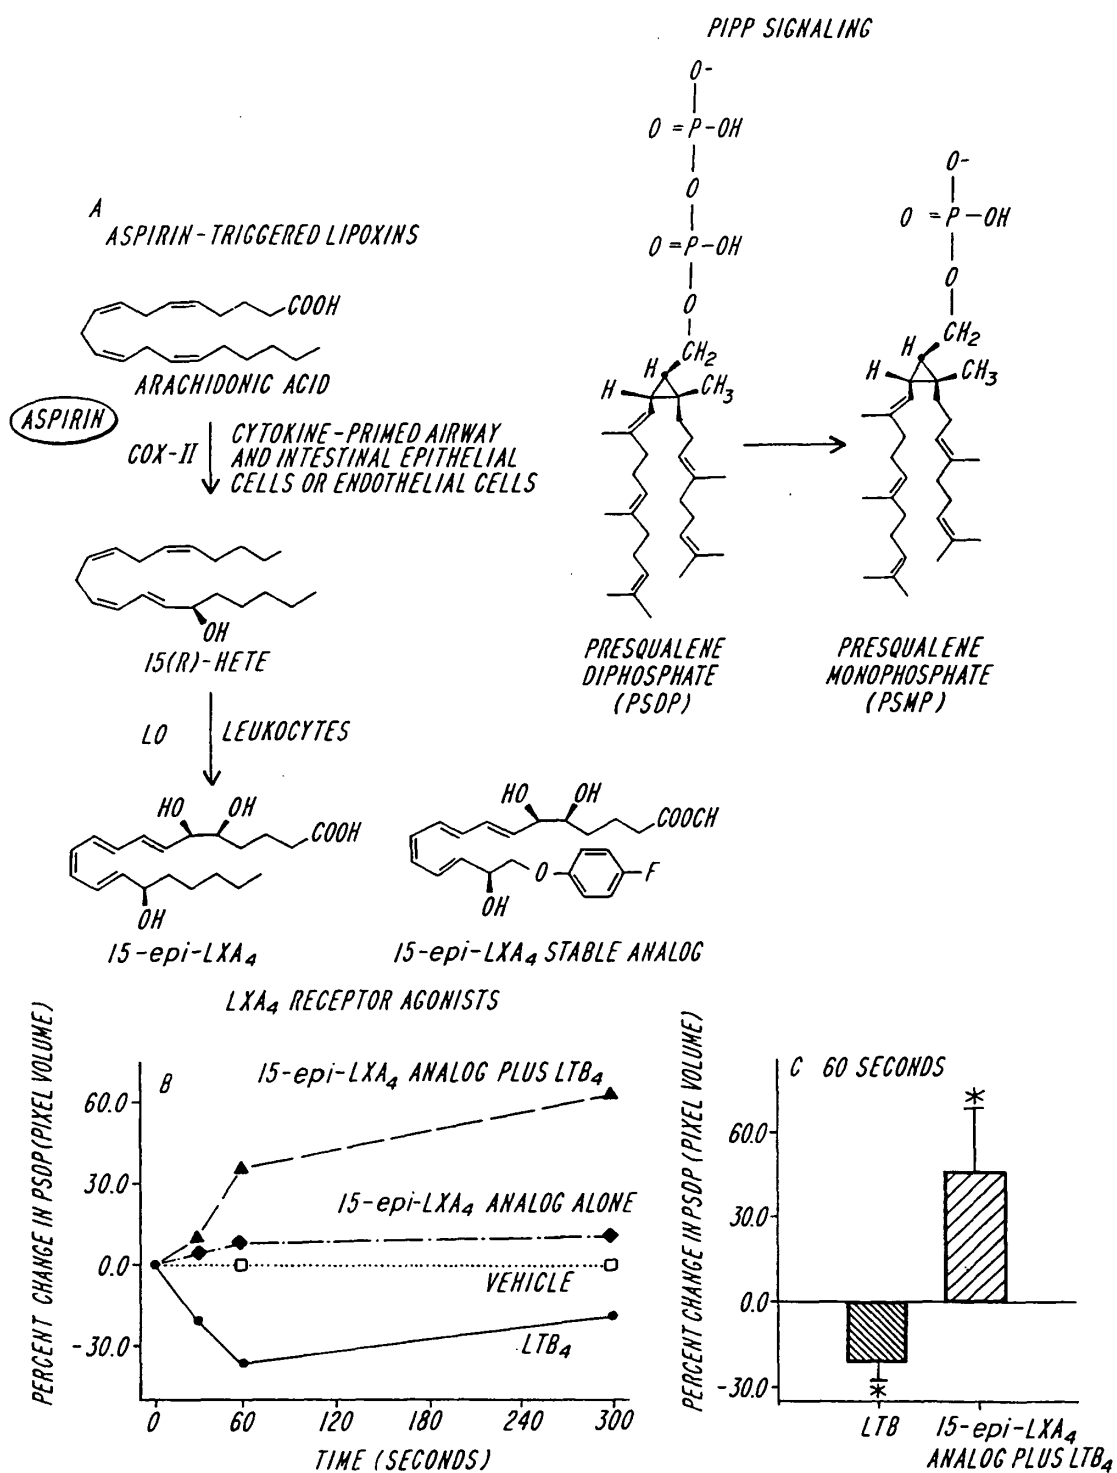 PIPP SIGNALING
O-
O =P-OH
O
O=P-OH
O
CH2
H
H
CH3
O-
O =P-OH
O
CH2
H
H
CH3
PRESQUALENE
DIPHOSPHATE
(PSDP)
PRESQUALENE
MONOPHOSPHATE
(PSMP)
A
ASPIRIN-TRIGGERED LIPOXINS
COOH
ARACHIDONIC ACID
ASPIRIN
COX-II
CYTOKINE-PRIMED AIRWAY
AND INTESTINAL EPITHELIAL
CELLS OR ENDOTHELIAL CELLS
OH
15(R)-HETE
LO
LEUKOCYTES
HO OH
COOH
OH
15-epi-LXA4
HO OH
COOCH
O
F
OH
15-epi-LXA4 STABLE ANALOG
LXA4 RECEPTOR AGONISTS
PERCENT CHANGE IN PSDP(PIXEL VOLUME)
B
15-epi-LXA4 ANALOG PLUS LTB4
60.0
30.0
15-epi-LXA4 ANALOG ALONE
0.0
VEHICLE
-30.0
LTB4
0 60 120 180 240 300
TIME (SECONDS)
PERCENT CHANGE IN PSDP (PIXEL VOLUME)
C 60 SECONDS
*
60.0
30.0
0.0
-30.0
*
LTB
15-epi-LXA4
ANALOG PLUS LTB4